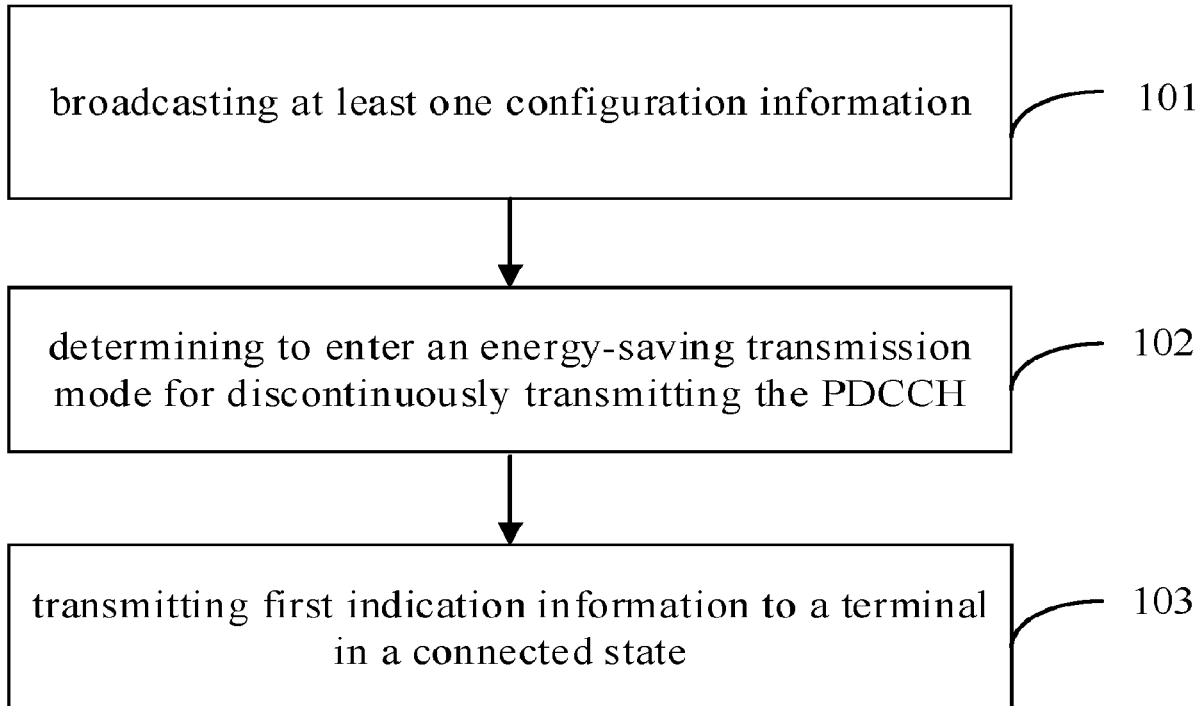 broadcasting at least one configuration information
101
determining to enter an energy-saving transmission
mode for discontinuously transmitting the PDCCH
102
transmitting first indication information to a terminal
in a connected state
103